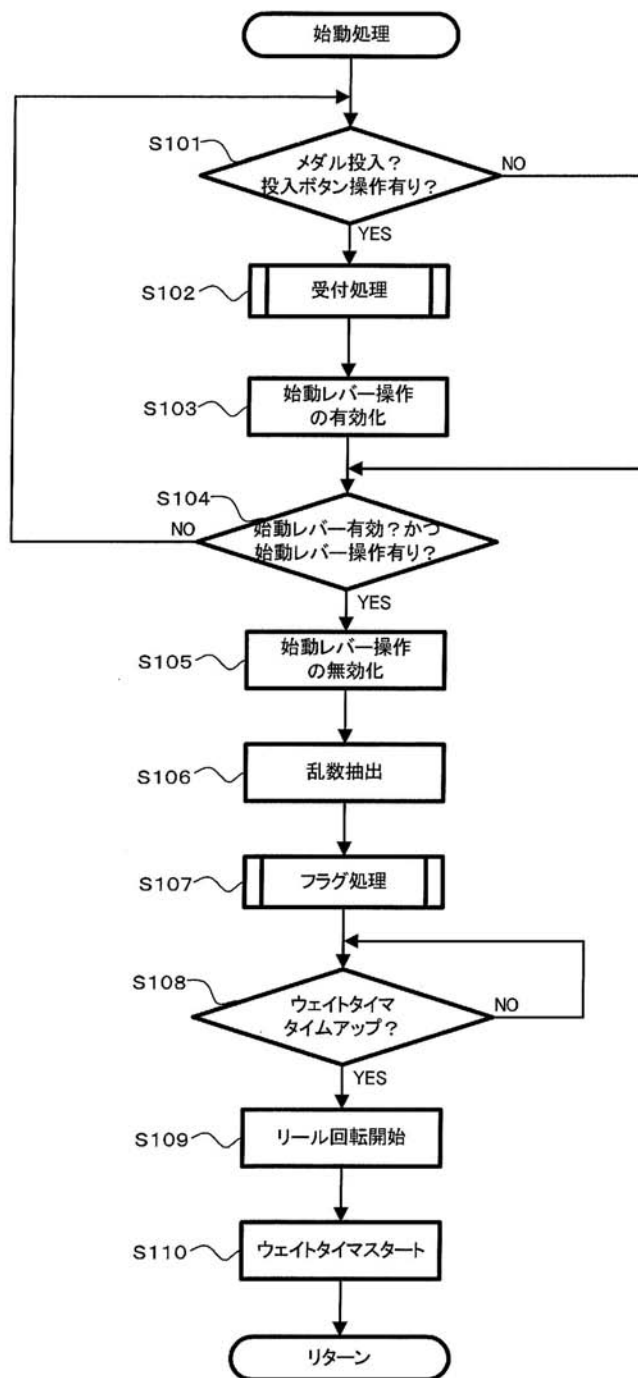 始動処理
S101
メダル投入？
投入ボタン操作有り？
NO
YES
S102
受付処理
S103
始動レバー操作
の有効化
S104
NO
始動レバー有効？かつ
始動レバー操作有り？
YES
S105
始動レバー操作
の無効化
S106
乱数抽出
S107
フラグ処理
S108
ウェイトタイマ
タイムアップ？
NO
YES
S109
リール回転開始
S110
ウェイトタイマスタート
リターン